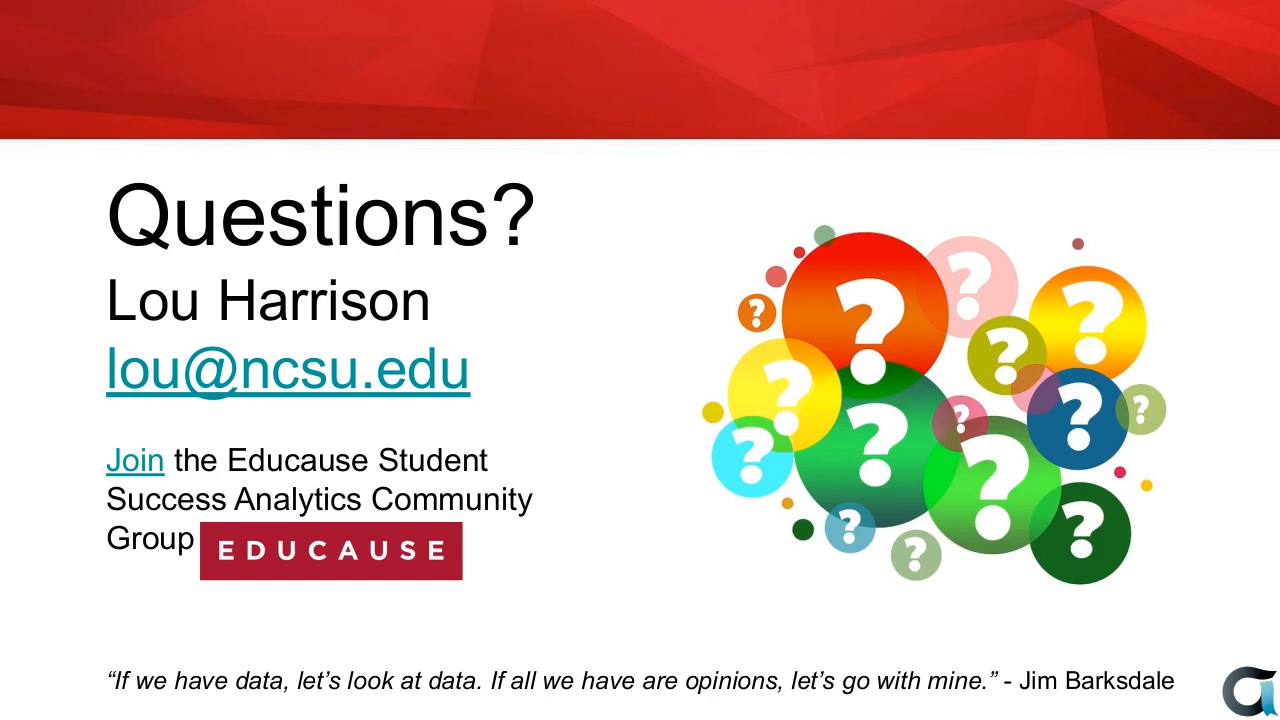 Questions?
Lou Harrison
lou@ncsu.edu
Join the Educause Student
Success Analytics Community
Group
EDUCAUSE
“If we have data, let’s look at data. If all we have are opinions, let’s go with mine.” - Jim Barksdale